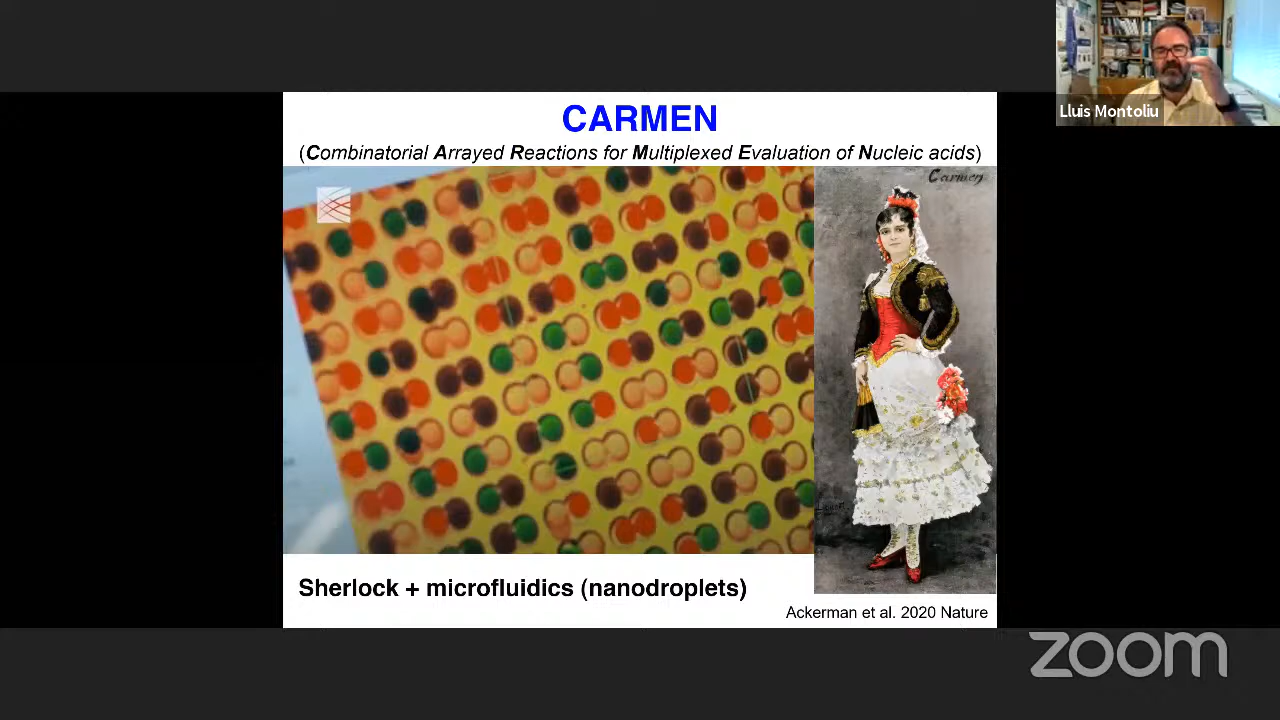 Lluis Montoliu
CARMEN
(Combinatorial Arrayed Reactions for Multiplexed Evaluation of Nucleic acids)
Carmen
Sherlock + microfluidics (nanodroplets)
Ackerman et al. 2020 Nature
zoom